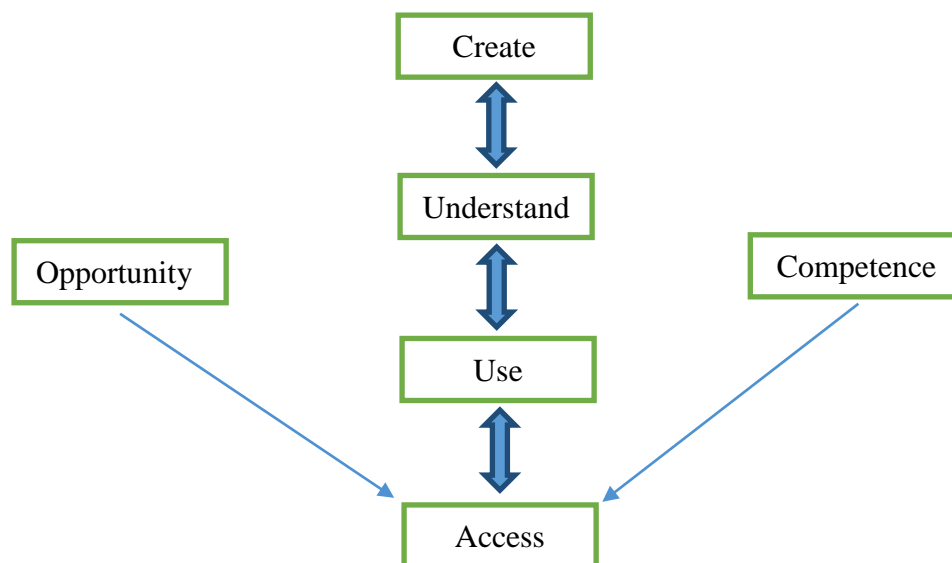 Create
Understand
Opportunity
Competence
Use
Access